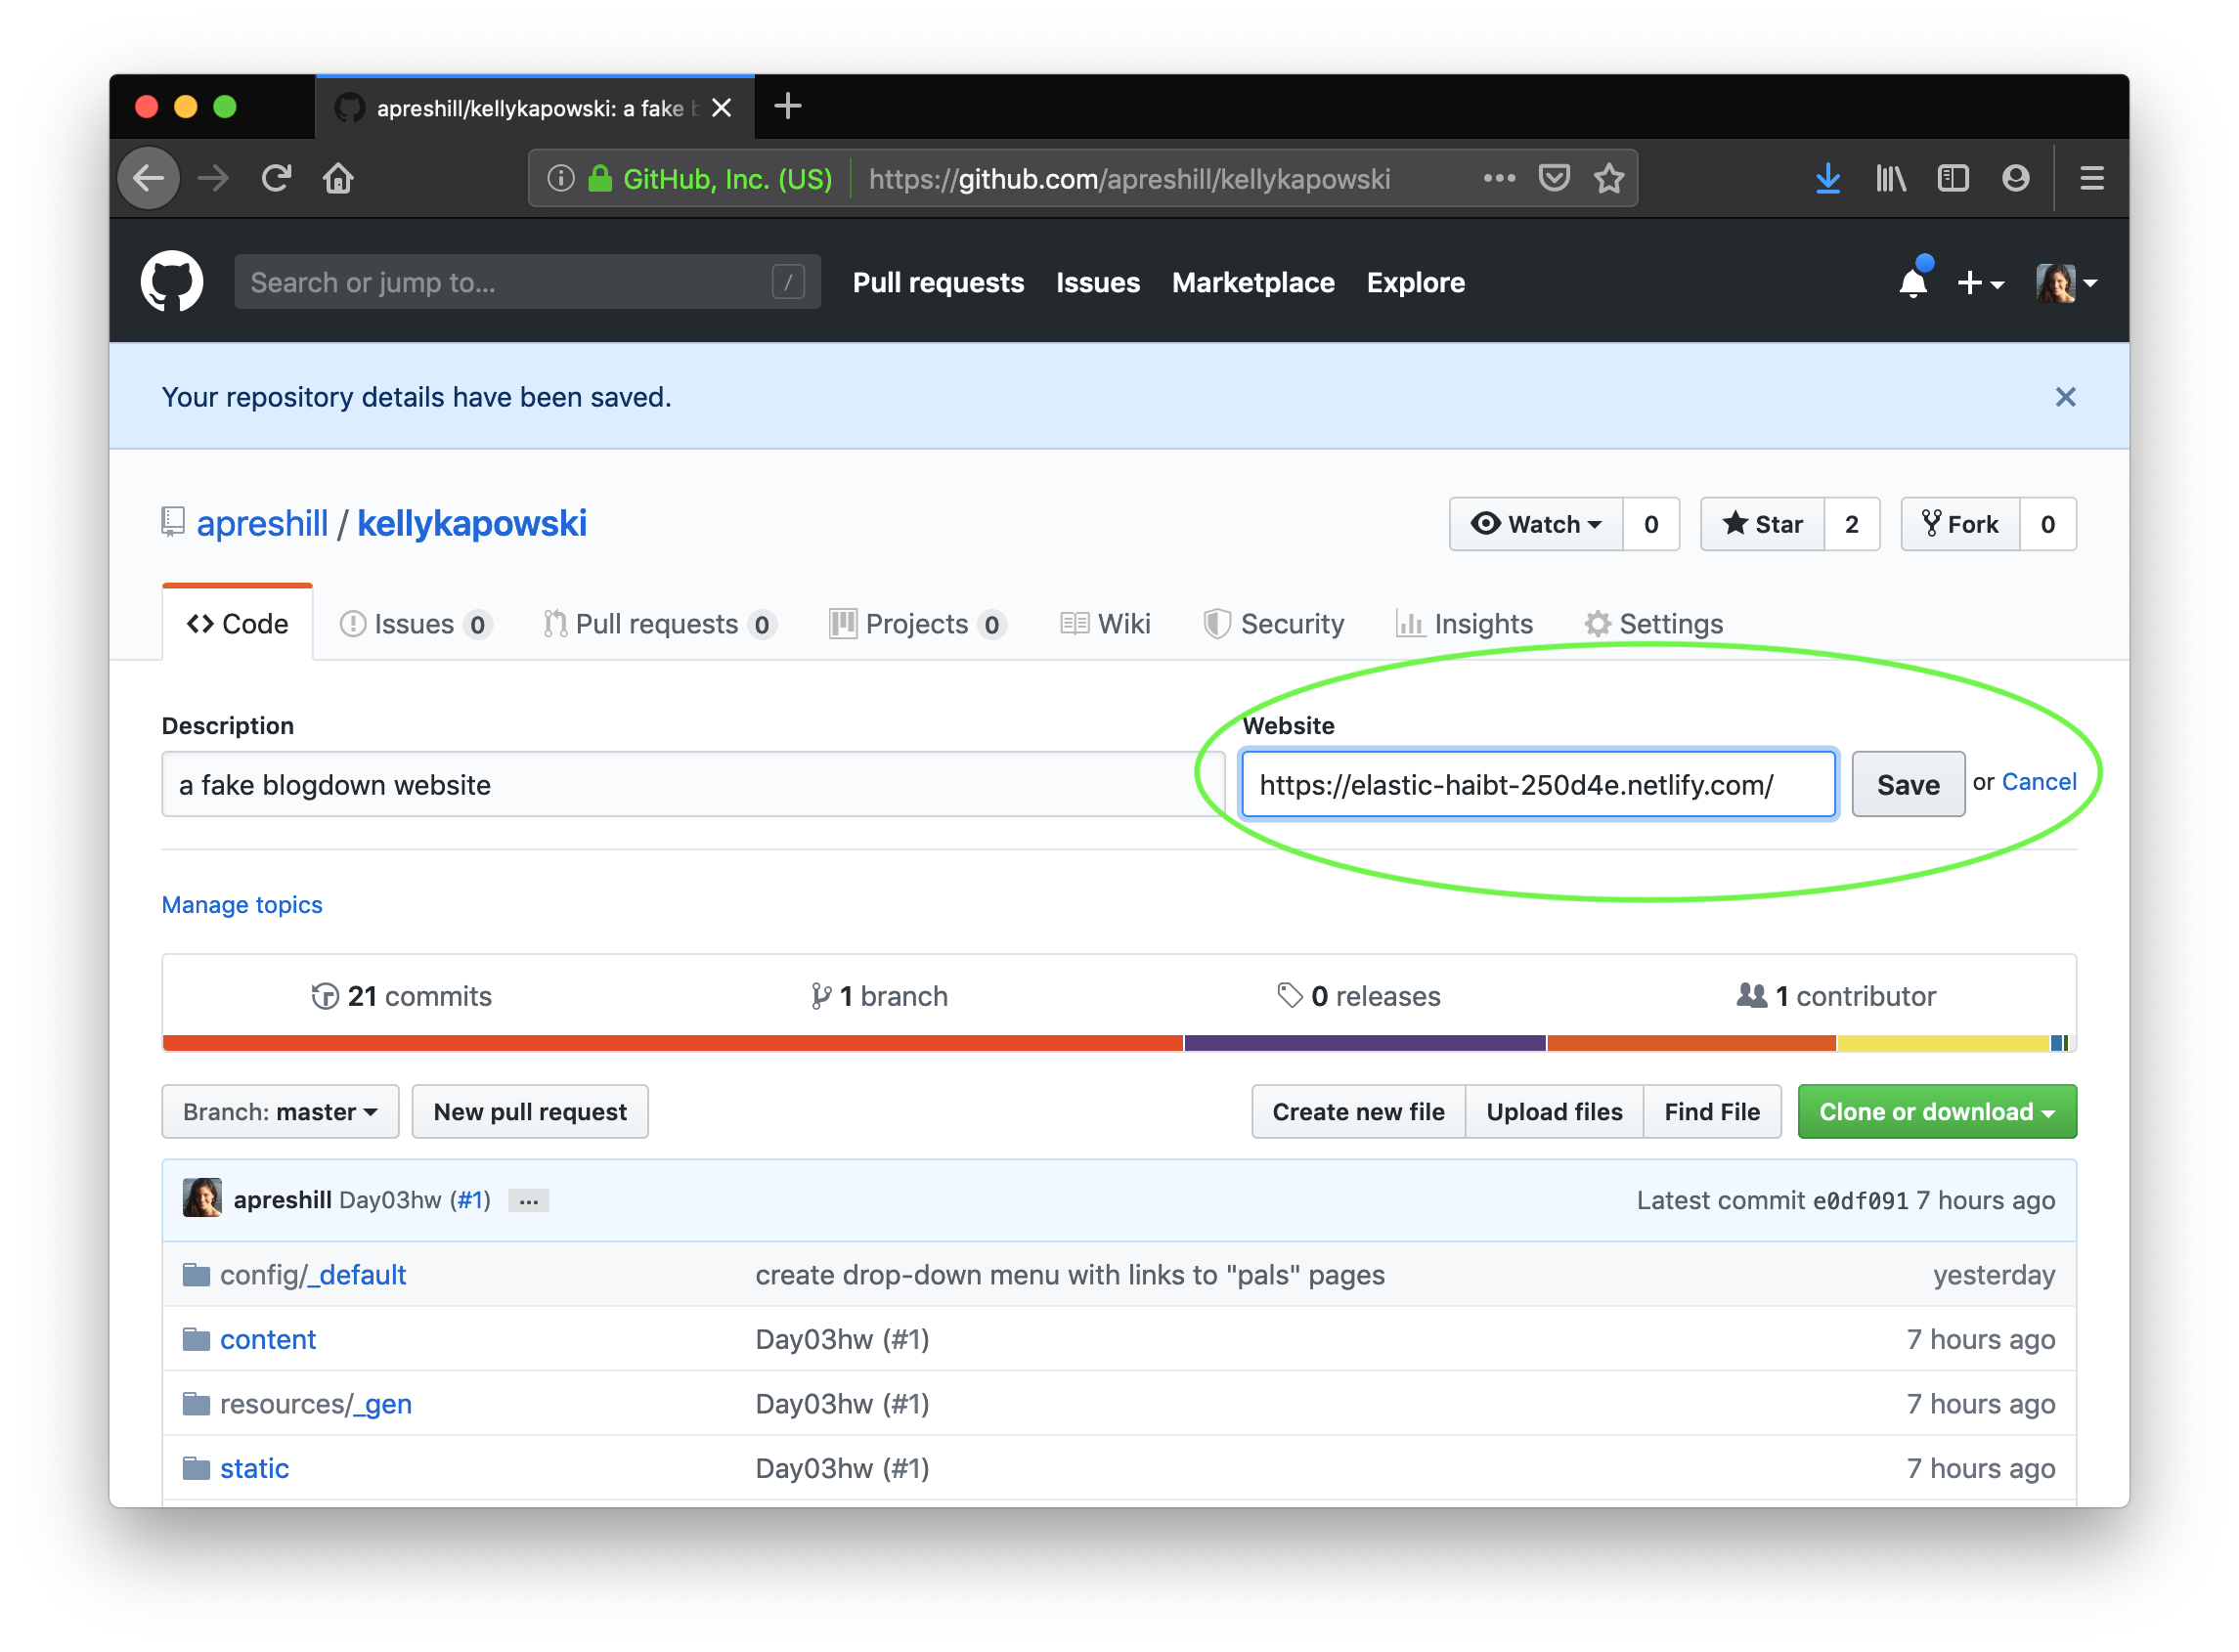 apreshill/kellykapowski: a fake
GitHub, Inc. (US) https://github.com/apreshill/kellykapowski
Search or jump to... / Pull requests Issues Marketplace Explore
Your repository details have been saved.
apreshill / kellykapowski Watch 0 Star 2 Fork 0
Code Issues 0 Pull requests 0 Projects 0 Wiki Security Insights Settings
Description Website
a fake blogdown website https://elastic-haibt-250d4e.netlify.com/ Save or Cancel
Manage topics
21 commits 1 branch 0 releases 1 contributor
Branch: master New pull request Create new file Upload files Find File Clone or download
apreshill Day03hw (#1) ... Latest commit e0df091 7 hours ago
config/_default create drop-down menu with links to "pals" pages yesterday
content Day03hw (#1) 7 hours ago
resources/_gen Day03hw (#1) 7 hours ago
static Day03hw (#1) 7 hours ago